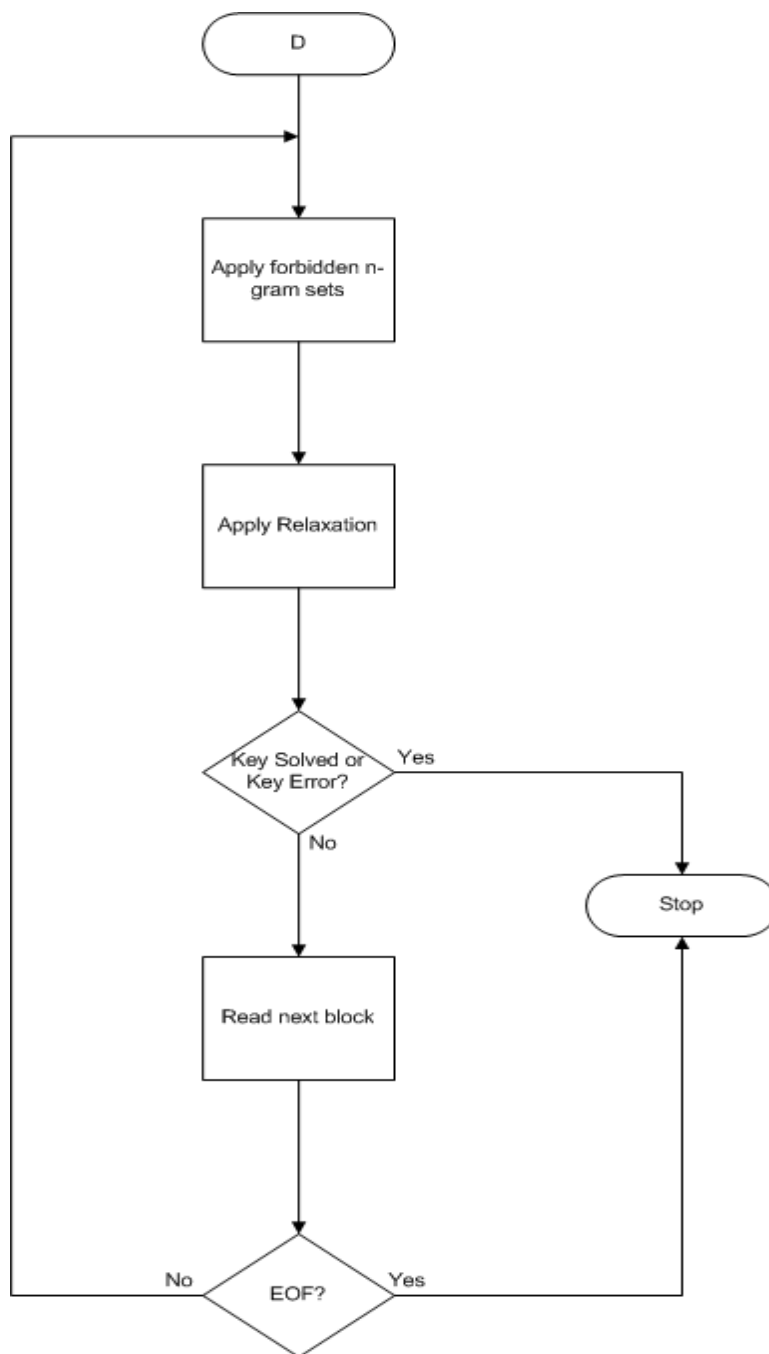 D
Apply forbidden n-
gram sets
Apply Relaxation
Key Solved or
Key Error?
Yes
No
Stop
Read next block
No
EOF?
Yes